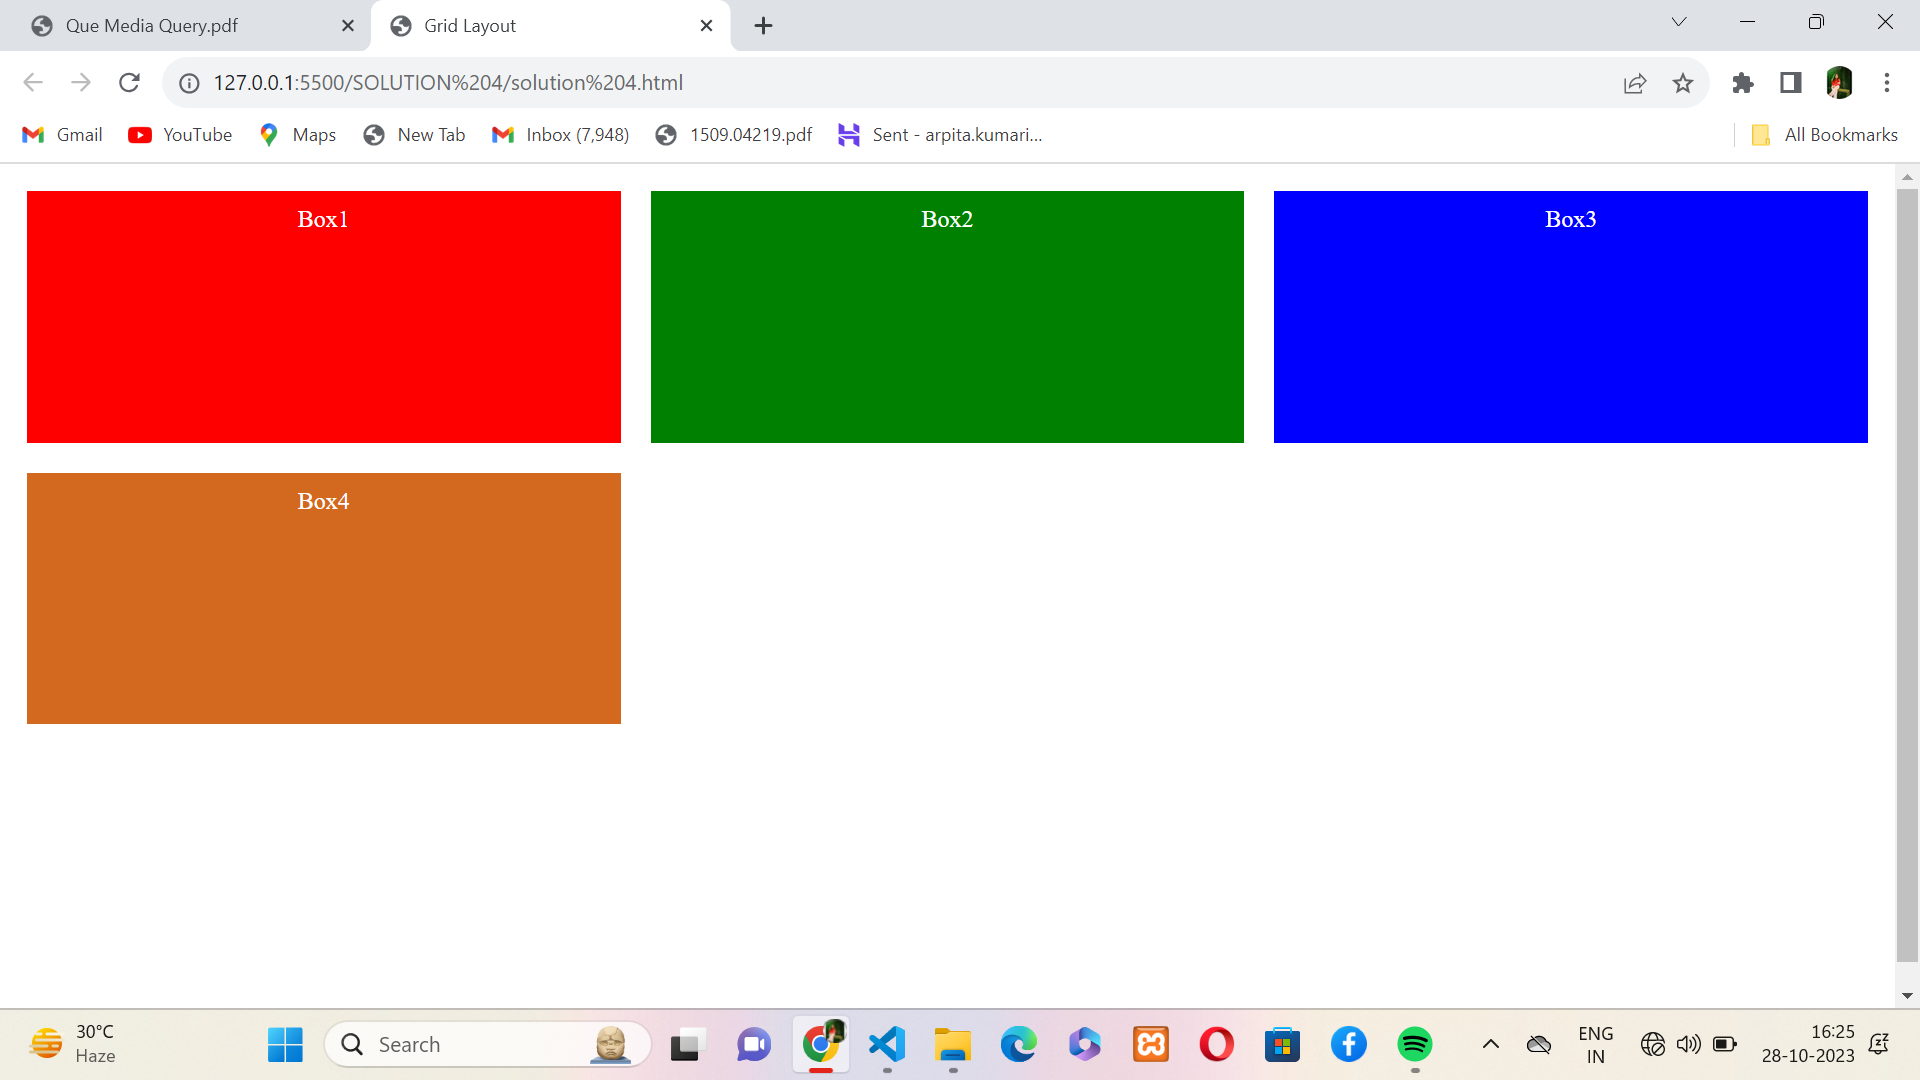 Que Media Query.pdf
Grid Layout
127.0.0.1:5500/SOLUTION%204/solution%204.html
Gmail
YouTube
Maps
New Tab
Inbox (7,948)
1509.04219.pdf
Sent - arpita.kumari...
All Bookmarks
Box1
Box2
Box3
Box4
30°C
Haze
Search
ENG
IN
16:25
28-10-2023